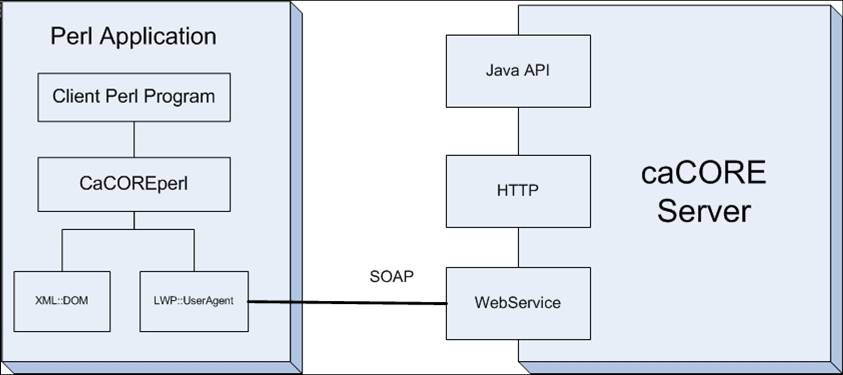 Perl Application
Client Perl Program
CaCOREperl
XML::DOM
LWP::UserAgent
SOAP
Java API
HTTP
WebService
caCORE
Server